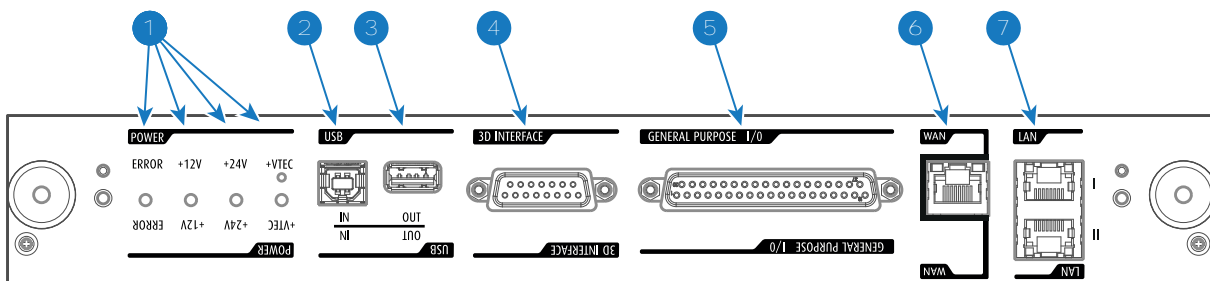 1 2 3 4 5 6 7
POWER USB 3D INTERFACE GENERAL PURPOSE I/O WAN LAN
ERROR +12V +24V +VTEC
I
IN OUT
IN OUT
ERROR +12V +24V +VTEC
II
POWER USB 3D INTERFACE GENERAL PURPOSE I/O WAN LAN